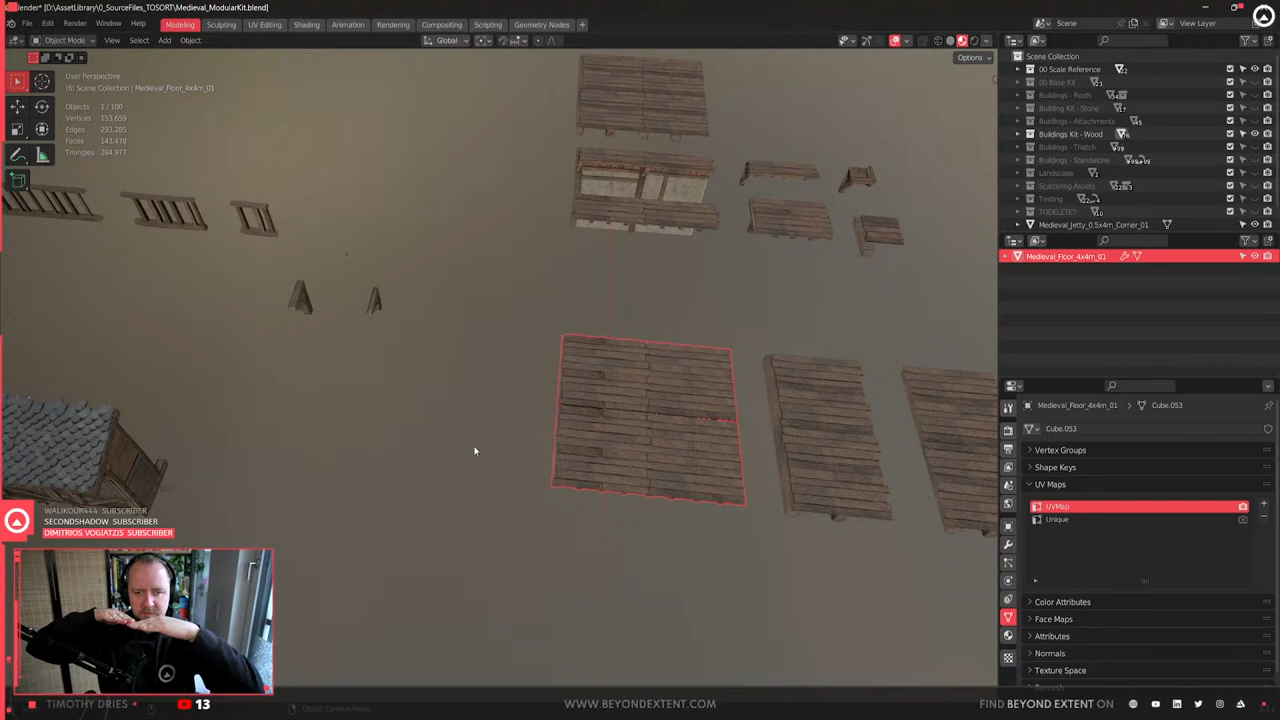 Blender* [D:\AssetLibrary\0_SourceFiles_TOSORT\Medieval_ModularKit.blend]
File Edit Render Window Help
Modeling Sculpting UV Editing Shading Animation Rendering Compositing Scripting Geometry Nodes
Scene
View Layer
Object Mode View Select Add Object
Global
Options
User Perspective
(6) Scene Collection | Medieval_Floor_4x4m_01
Objects 1 / 100
Vertices 153,659
Edges 293,285
Faces 143,478
Triangles 284,977
Scene Collection
00 Scale Reference
00 Base Kit
Buildings - Roofs
Building Kit - Stone
Buildings - Attachments
Buildings Kit - Wood
Buildings - Thatch
Buildings - Standalone
Landscape
Scattering Assets
Testing
TODELETE?
Medieval_Jetty_0.5x4m_Corner_01
Medieval_Floor_4x4m_01
Medieval_Floor_4x4m_01 Cube.053
Cube.053
Vertex Groups
Shape Keys
UV Maps
UVMap
Unique
Color Attributes
Face Maps
Attributes
Normals
Texture Space
Remesh
WALIKOUR444 SUBSCRIBER
SECONDSHADOW SUBSCRIBER
DIMITRIOS VOGIATZIS SUBSCRIBER
Object Context Menu
TIMOTHY DRIES
13
WWW.BEYONDEXTENT.COM
FIND BEYOND EXTENT ON